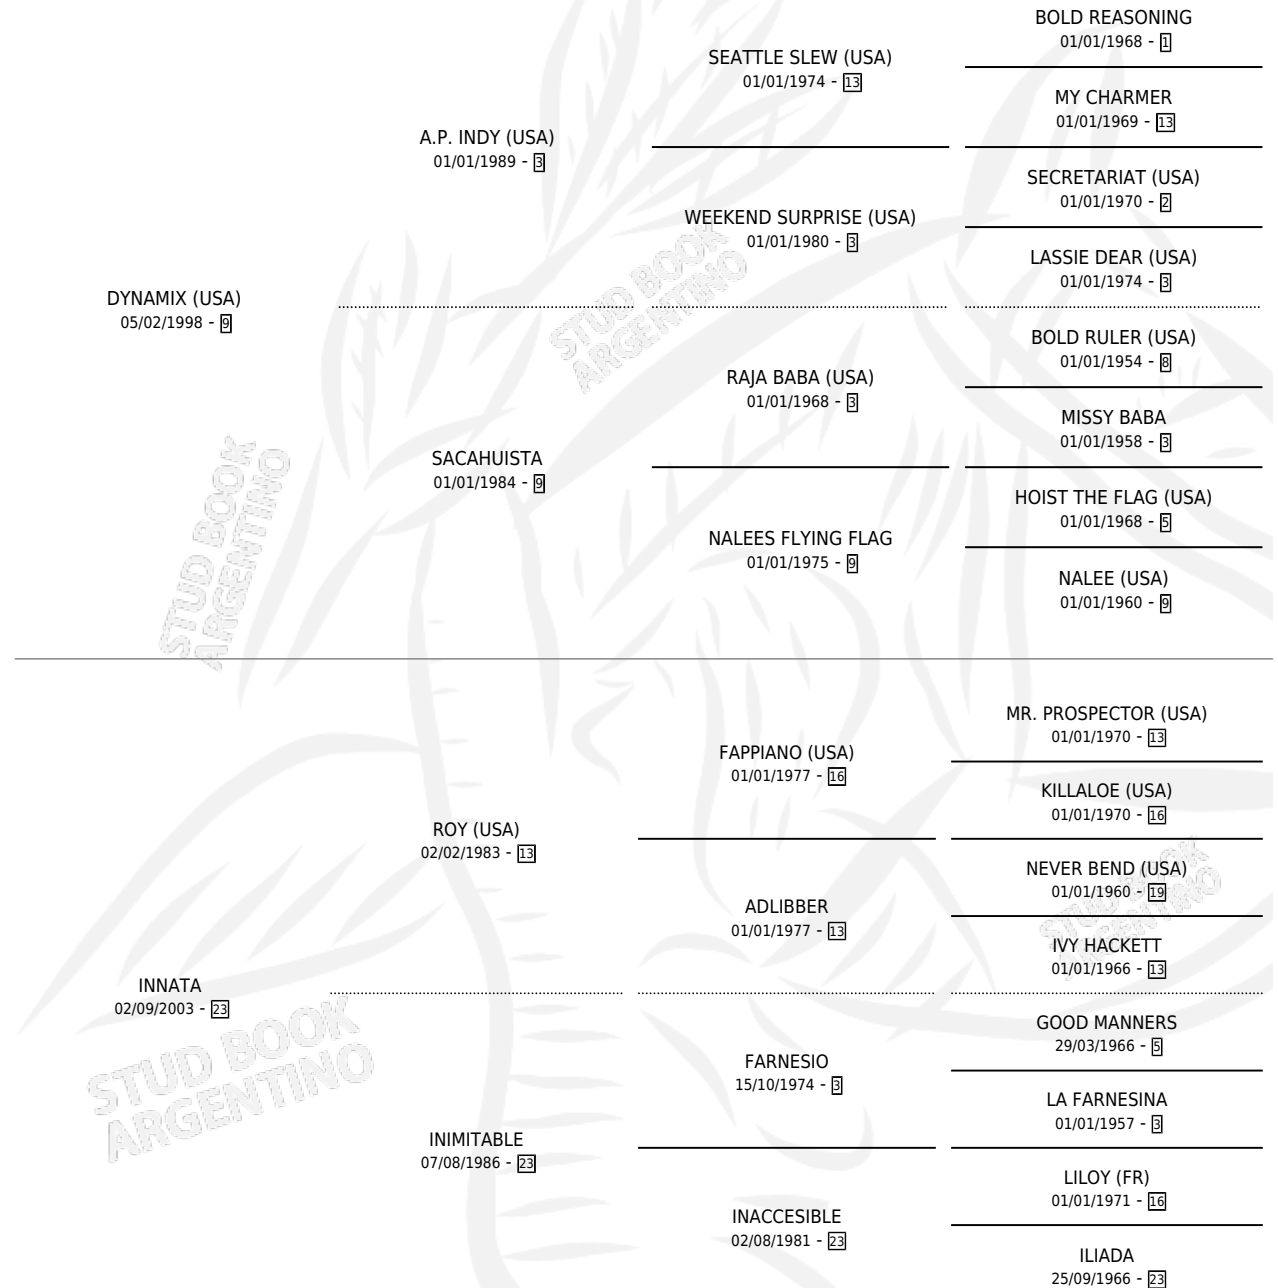 BOLD REASONING
01/01/1968 - 1
SEATTLE SLEW (USA)
01/01/1974 - 13
MY CHARMER
01/01/1969 - 13
A.P. INDY (USA)
01/01/1989 - 3
SECRETARIAT (USA)
01/01/1970 - 2
WEEKEND SURPRISE (USA)
01/01/1980 - 3
LASSIE DEAR (USA)
01/01/1974 - 3
DYNAMIX (USA)
05/02/1998 - 9
BOLD RULER (USA)
01/01/1954 - 8
RAJA BABA (USA)
01/01/1968 - 3
MISSY BABA
01/01/1958 - 3
SACAHUISTA
01/01/1984 - 9
HOIST THE FLAG (USA)
01/01/1968 - 5
NALEES FLYING FLAG
01/01/1975 - 9
NALEE (USA)
01/01/1960 - 9
MR. PROSPECTOR (USA)
01/01/1970 - 13
FAPPIANO (USA)
01/01/1977 - 16
KILLALOE (USA)
01/01/1970 - 16
ROY (USA)
02/02/1983 - 13
NEVER BEND (USA)
01/01/1960 - 19
ADLIBBER
01/01/1977 - 13
IVY HACKETT
01/01/1966 - 13
INNATA
02/09/2003 - 23
GOOD MANNERS
29/03/1966 - 5
FARNESIO
15/10/1974 - 3
LA FARNESINA
01/01/1957 - 3
INIMITABLE
07/08/1986 - 23
LILOY (FR)
01/01/1971 - 16
INACCESIBLE
02/08/1981 - 23
ILIADA
25/09/1966 - 23
STUD BOOK
ARGENTINO
STUD BOOK
ARGENTINO
STUD BOOK
ARGENTINO
STUD BOOK
ARGENTINO